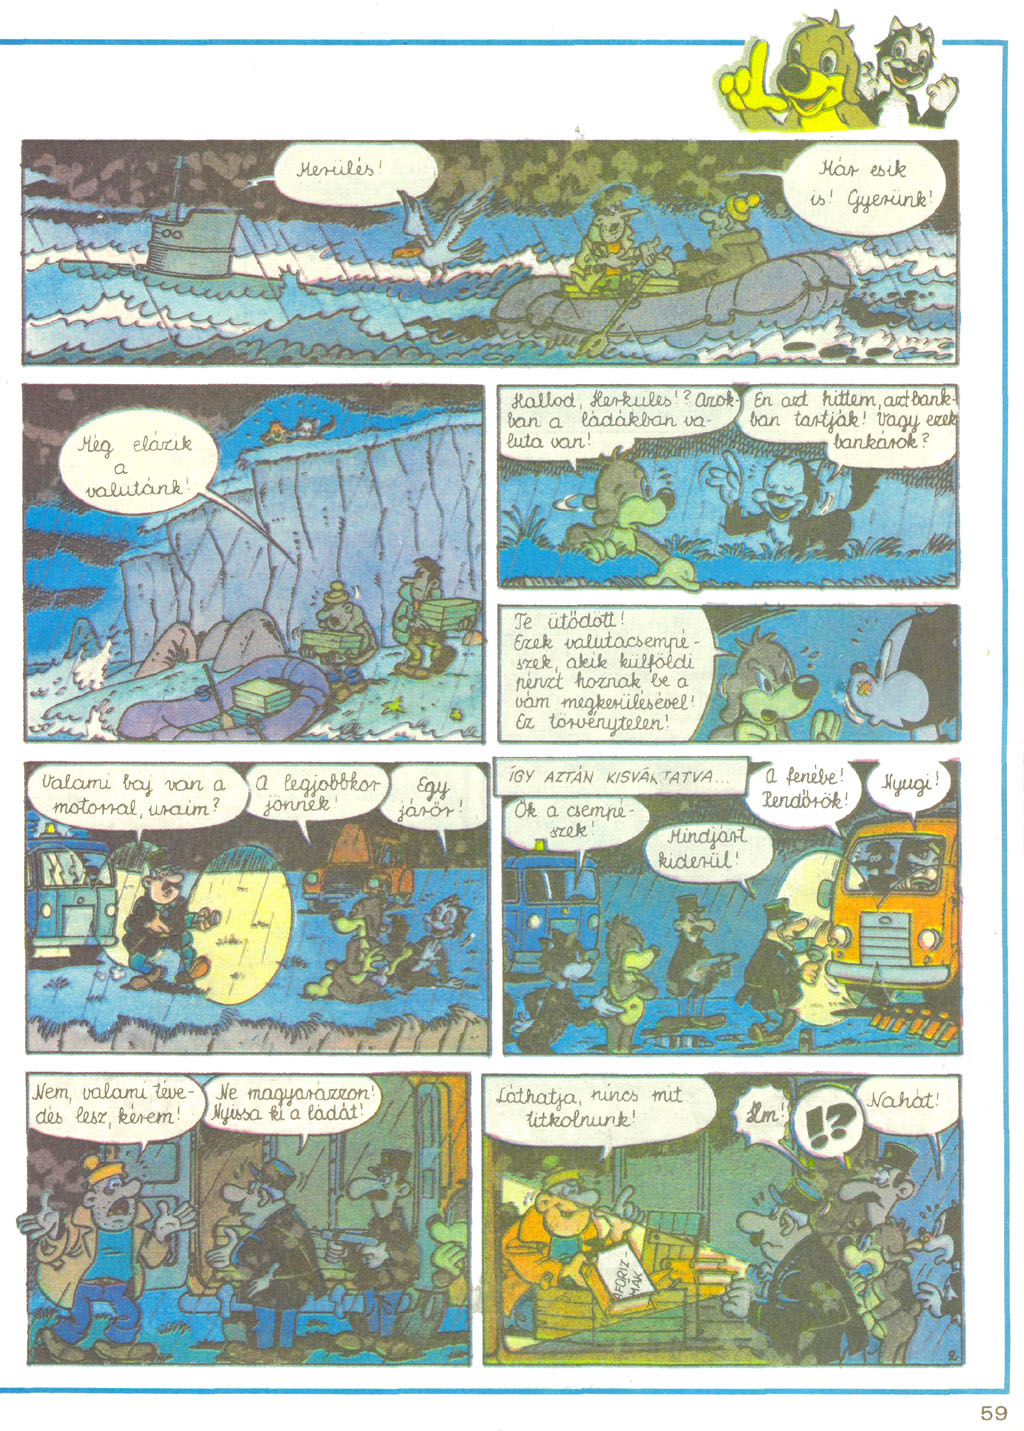 Merülés!
Már esik
is! Gyerünk!
Még elázik
a
valutánk!
Hallod, Herkules!? Azok-
ban a ládákban va-
luta van!
Én azt hittem, azt bank-
ban tartják! Vagy ezek
bankárok?
Te ütődött!
Ezek valutacsempé-
szek, akik külföldi
pénzt hoznak be a
vám megkerülésével!
Ez törvénytelen!
Valami baj van a
motorral, uraim?
A legjobbkor
jönnek!
Egy
járőr!
ÍGY AZTÁN KISVÁRTATVA...
Ők a csempé-
szek!
Mindjárt
kiderül!
A fenébe!
Rendőrök!
Nyugi!
Nem, valami téve-
dés lesz, kérem!
Ne magyarázzon!
Nyissa ki a ládát!
Láthatja, nincs mit
titkolnunk!
AFORIZ-
MÁK
Hm!
!?
Nahát!
2
59